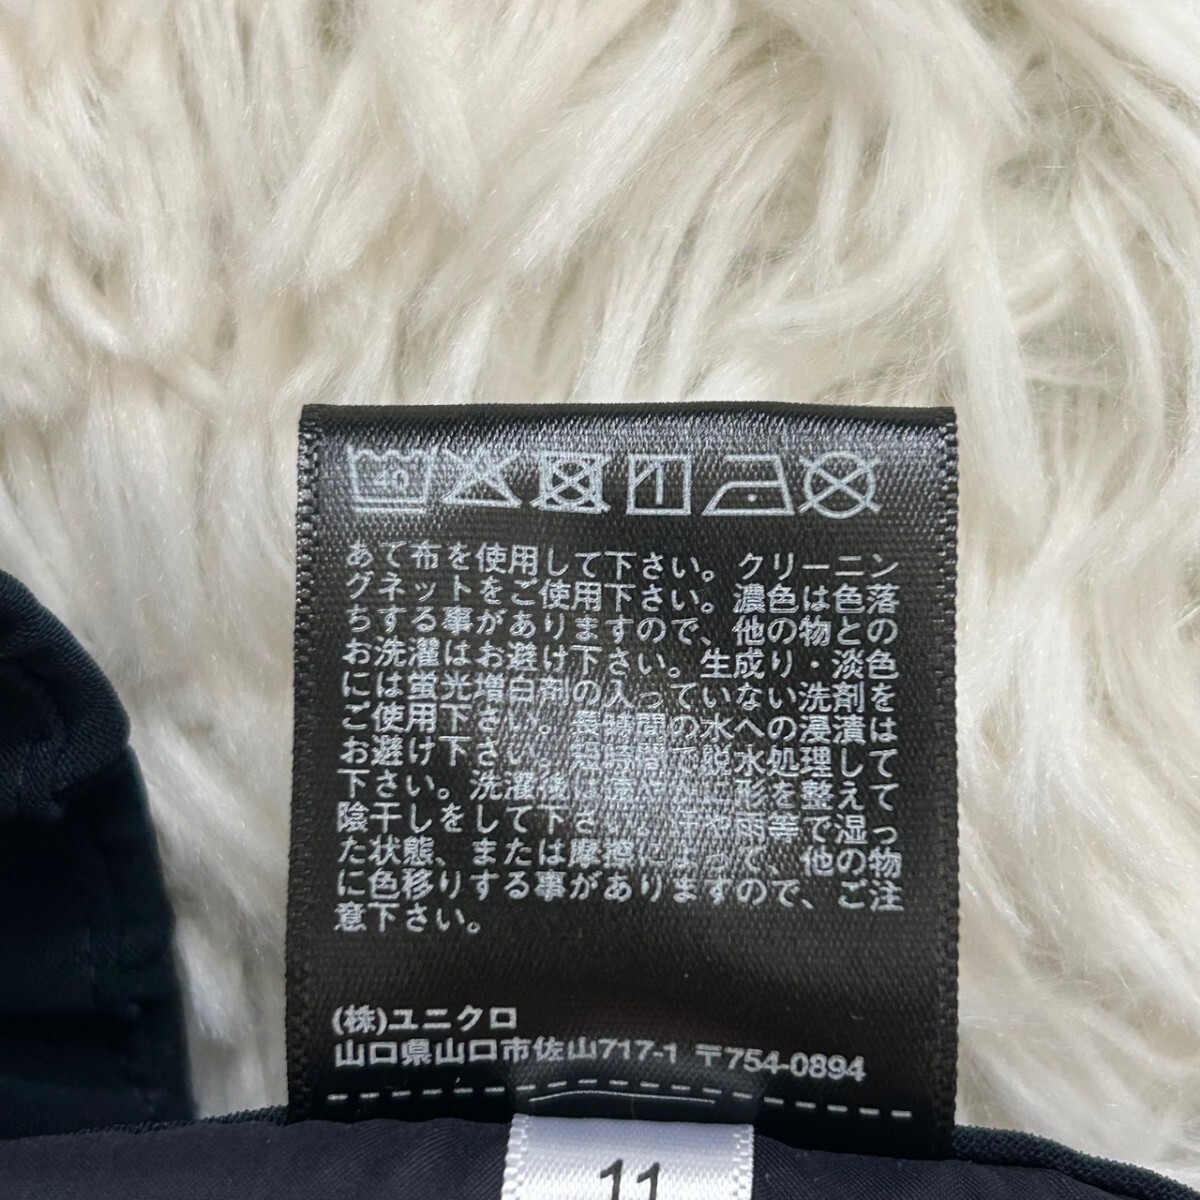 40
あて布を使用して下さい。クリーニン
グネットをご使用下さい。濃色は色落
ちする事がありますので、他の物との
お洗濯はお避け下さい。生成り・淡色
には蛍光増白剤の入っていない洗剤を
ご使用下さい。長時間の水への浸漬は
お避け下さい。短時間で脱水処理して
下さい。洗濯後は速やかに形を整えて
陰干しをして下さい。汗や雨等で湿っ
た状態、または摩擦によって、他の物
に色移りする事がありますので、ご注
意下さい。
(株)ユニクロ
山口県山口市佐山717-1 〒754-0894
11